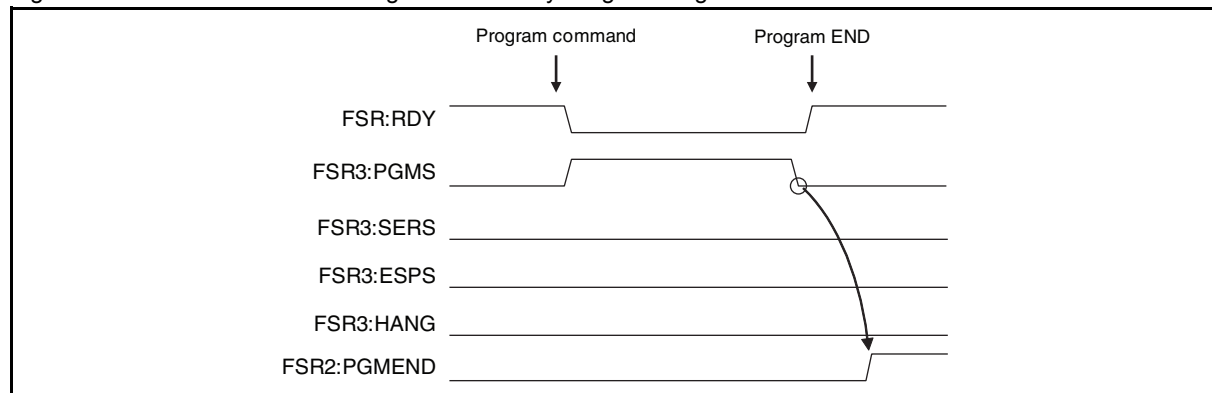 Program command
Program END
FSR:RDY
FSR3:PGMS
FSR3:SERS
FSR3:ESPS
FSR3:HANG
FSR2:PGMEND